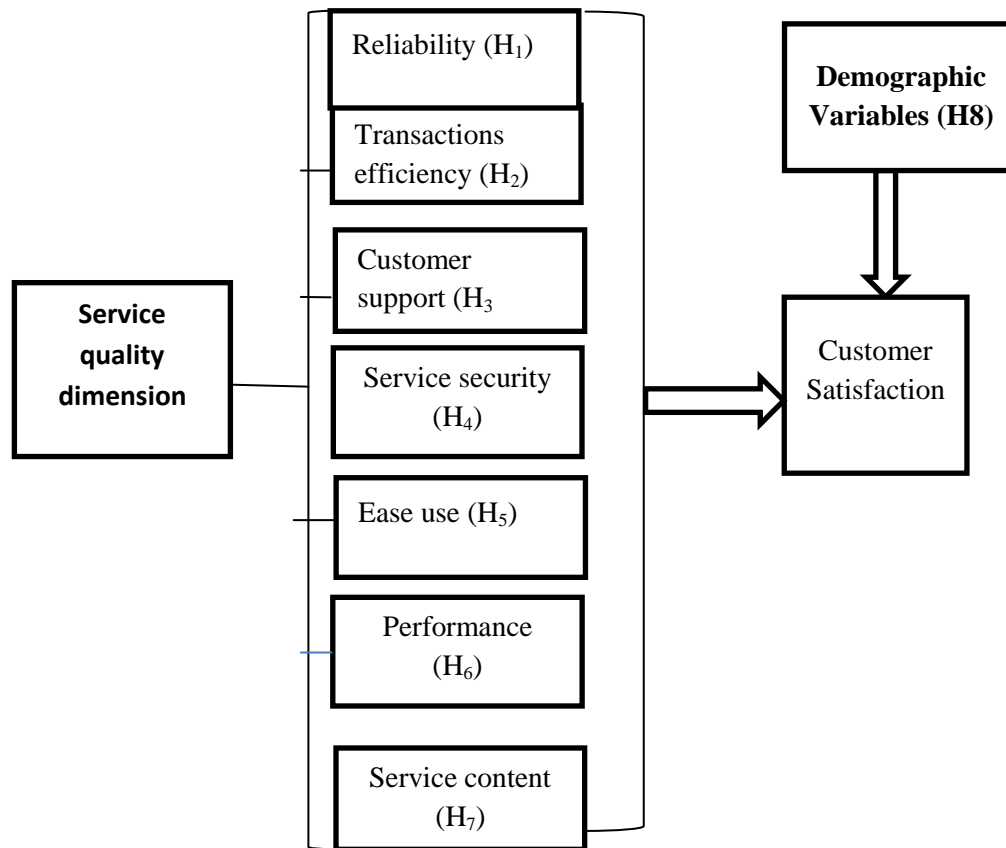 Reliability (H₁)
Transactions
efficiency (H₂)
Customer
support (H₃
Service security
(H₄)
Ease use (H₅)
Performance
(H₆)
Service content
(H₇)
Service
quality
dimension
Demographic
Variables (H8)
Customer
Satisfaction